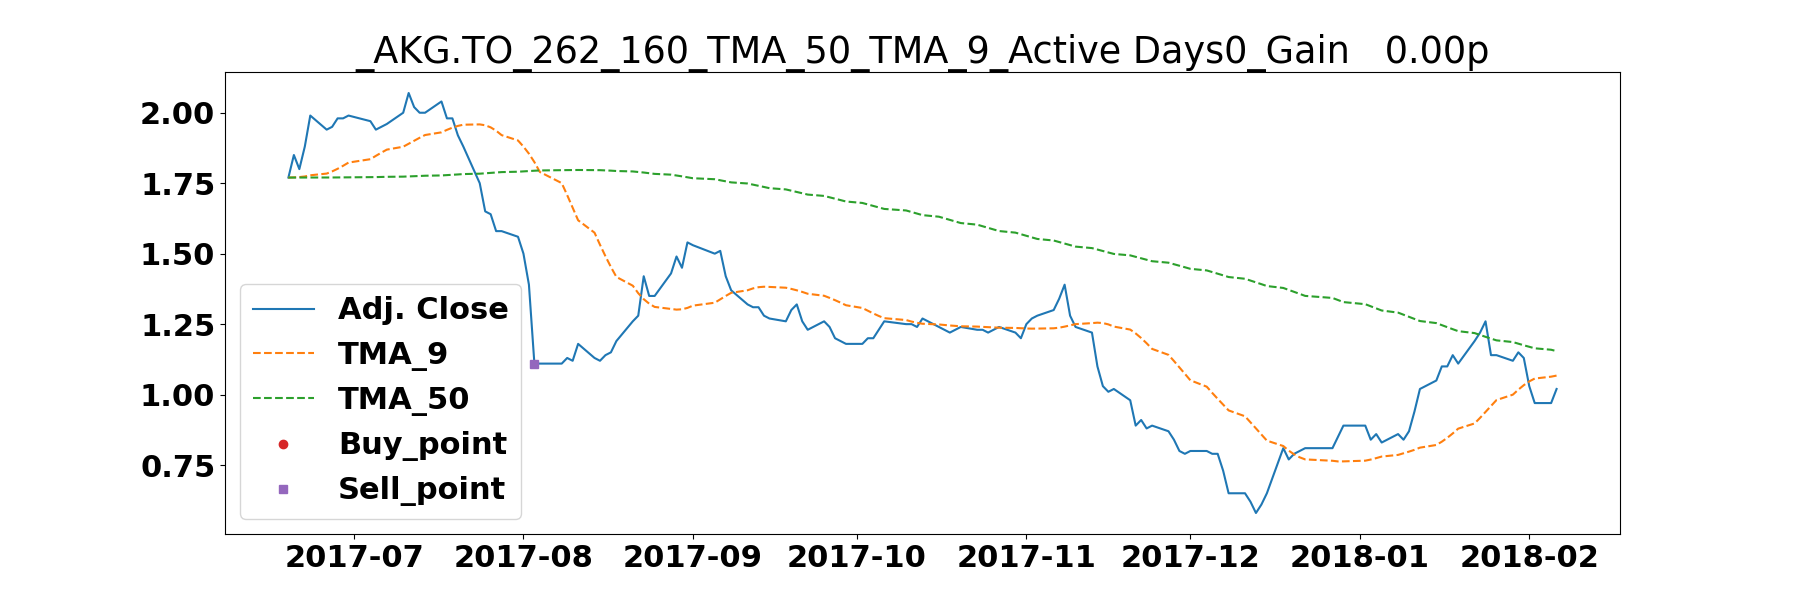 _AKG.TO_262_160_TMA_50_TMA_9_Active Days0_Gain   0.00p
2.00
1.75
1.50
1.25
1.00
0.75
Adj. Close
TMA_9
TMA_50
Buy_point
Sell_point
2017-07 2017-08 2017-09 2017-10 2017-11 2017-12 2018-01 2018-02